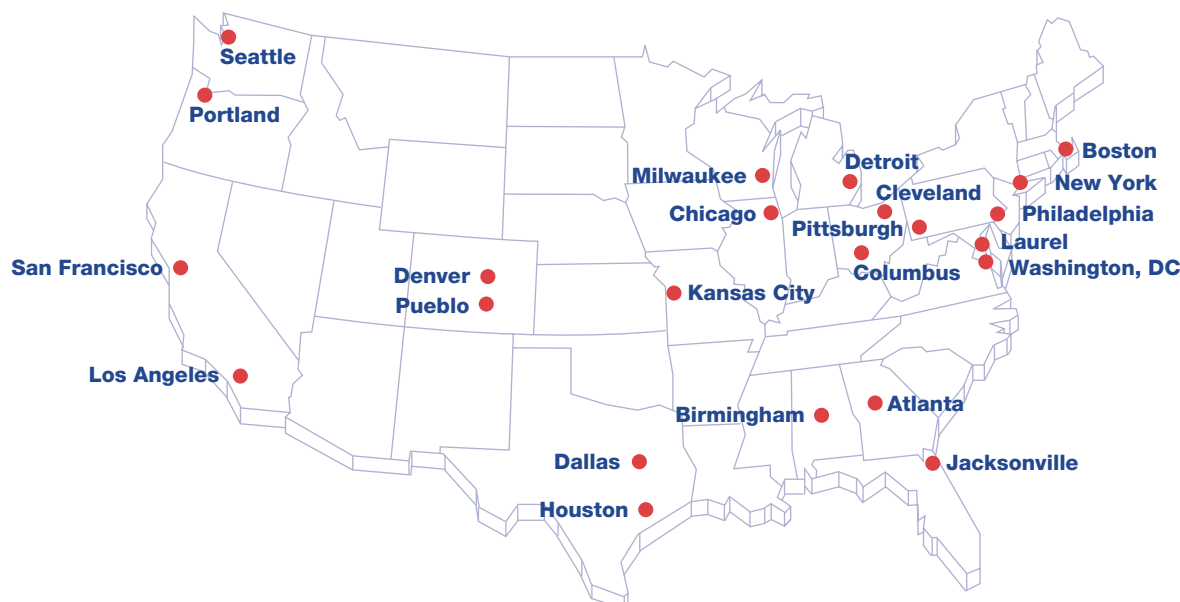 Seattle
Portland
Boston
Detroit
Milwaukee
New York
Cleveland
Chicago
Philadelphia
Pittsburgh
Laurel
San Francisco
Washington, DC
Columbus
Denver
Kansas City
Pueblo
Los Angeles
Atlanta
Birmingham
Dallas
Jacksonville
Houston